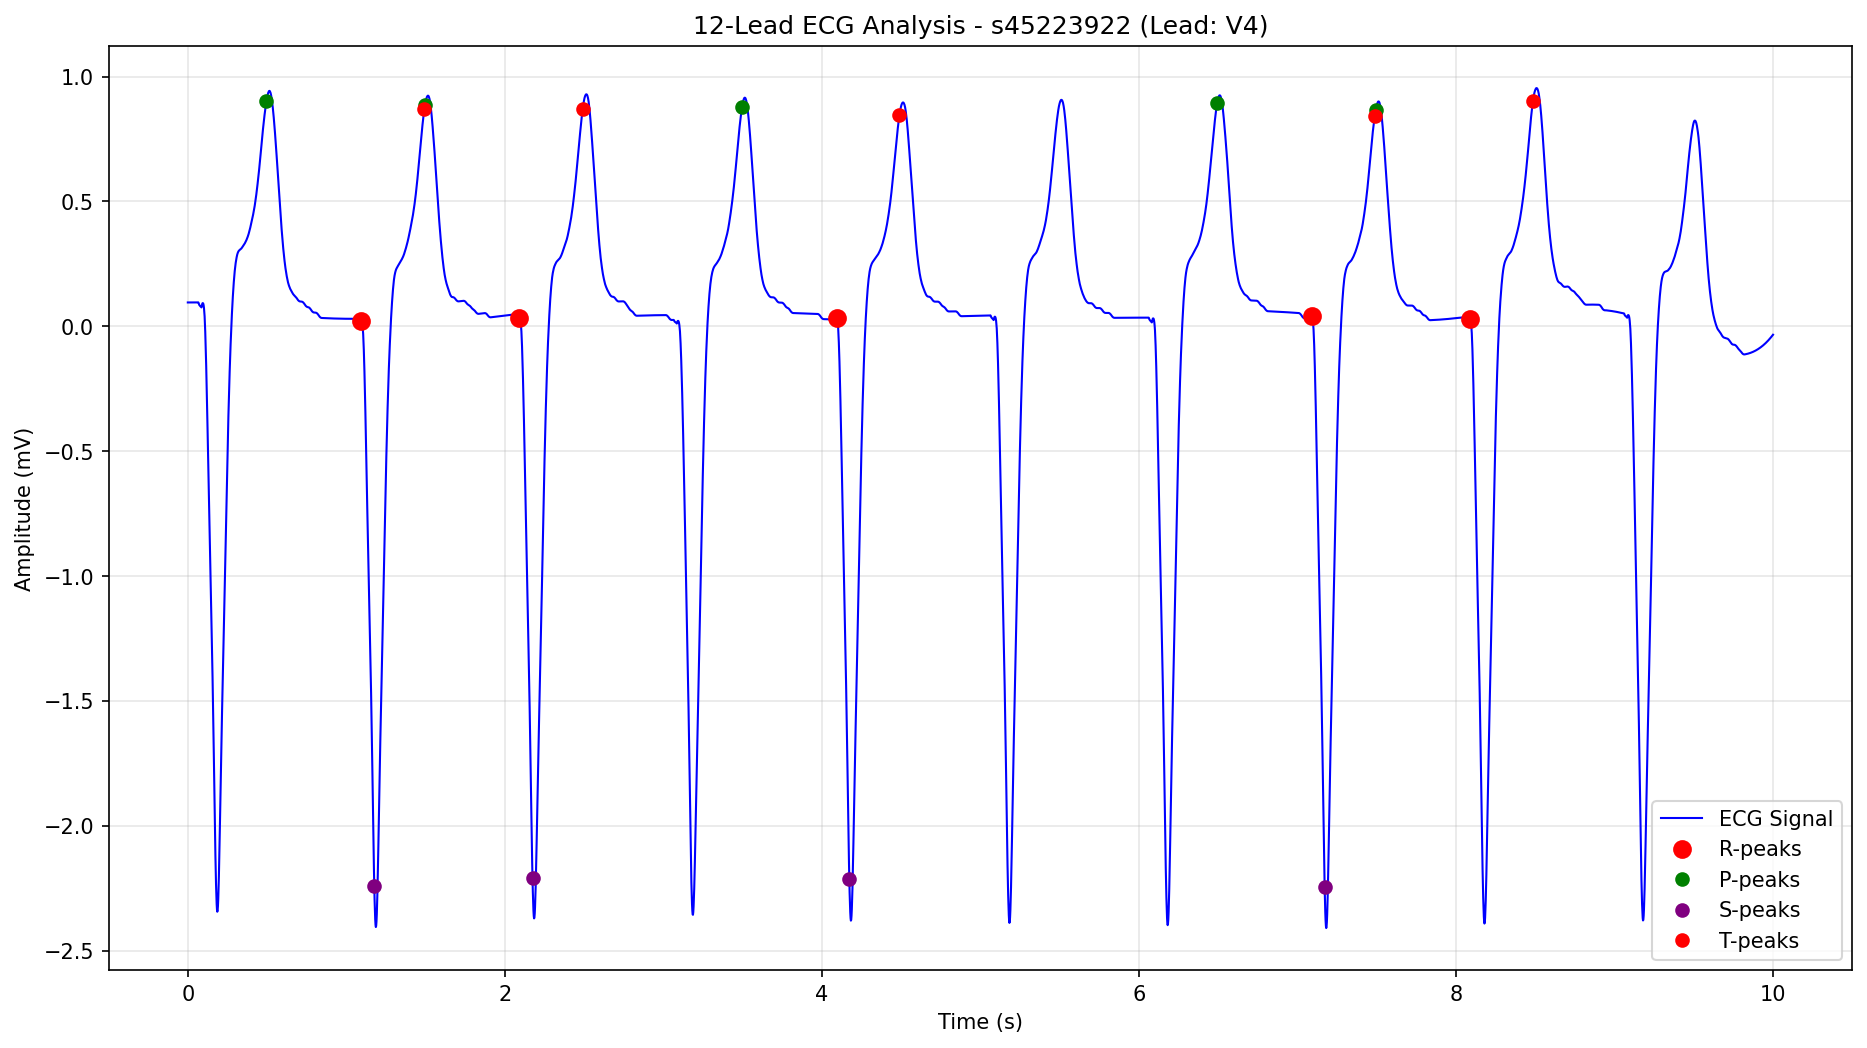 12-Lead ECG Analysis - s45223922 (Lead: V4)
Amplitude (mV)
1.0
0.5
0.0
−0.5
−1.0
−1.5
−2.0
−2.5
0
2
4
6
8
10
Time (s)
ECG Signal
R-peaks
P-peaks
S-peaks
T-peaks